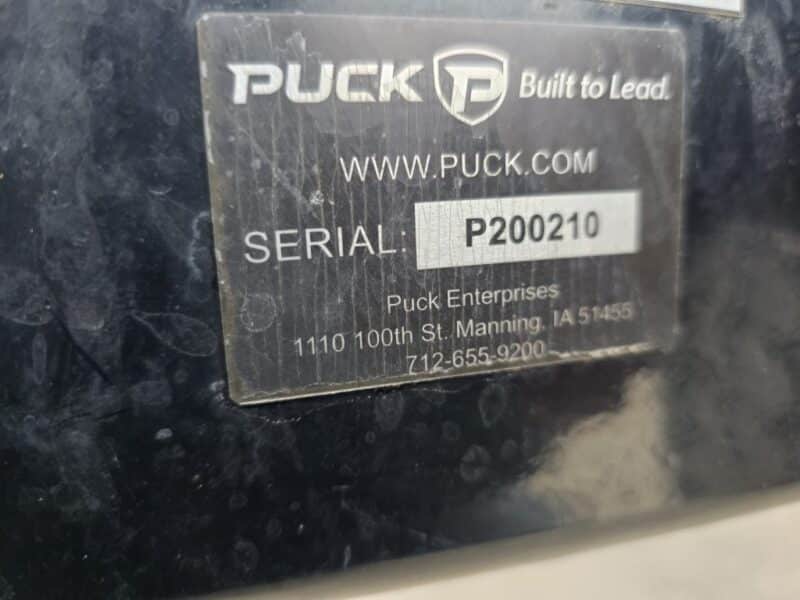 PUCK P Built to Lead.
WWW.PUCK.COM
SERIAL: P200210
Puck Enterprises
1110 100th St. Manning, IA 51455
712-655-9200